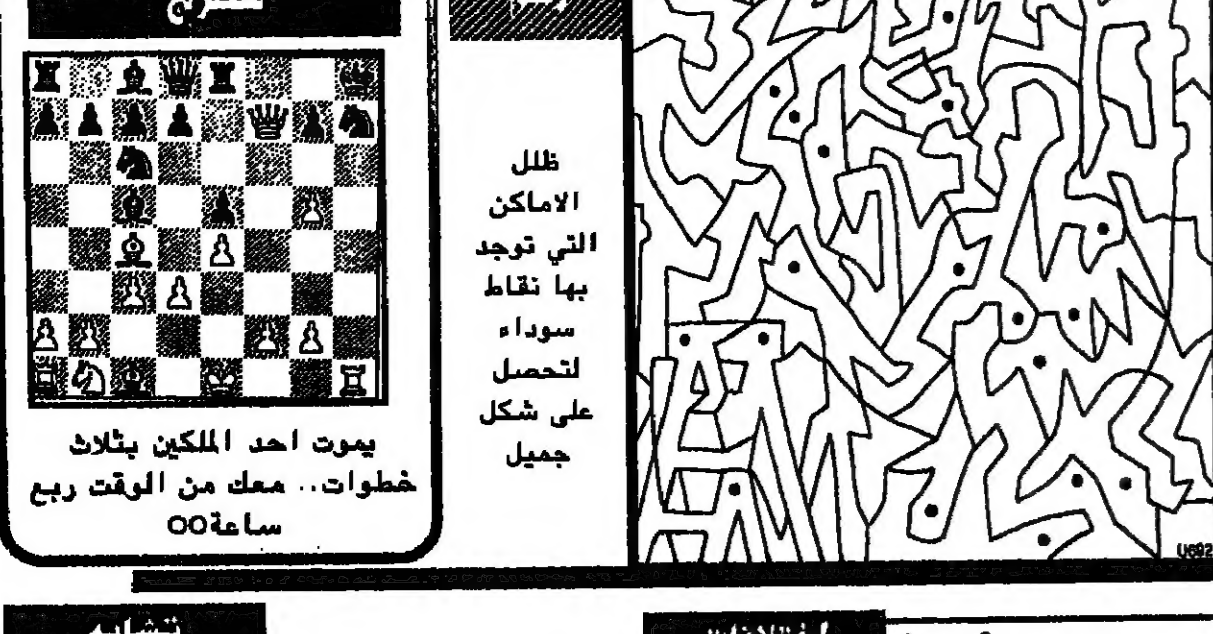 ظلل
الاماكن
التي توجد
بها نقاط
سوداء
لتحصل
على شكل
جميل
يموت احد الملكين بثلاث
خطوات.. معك من الوقت ربع
ساعة○○